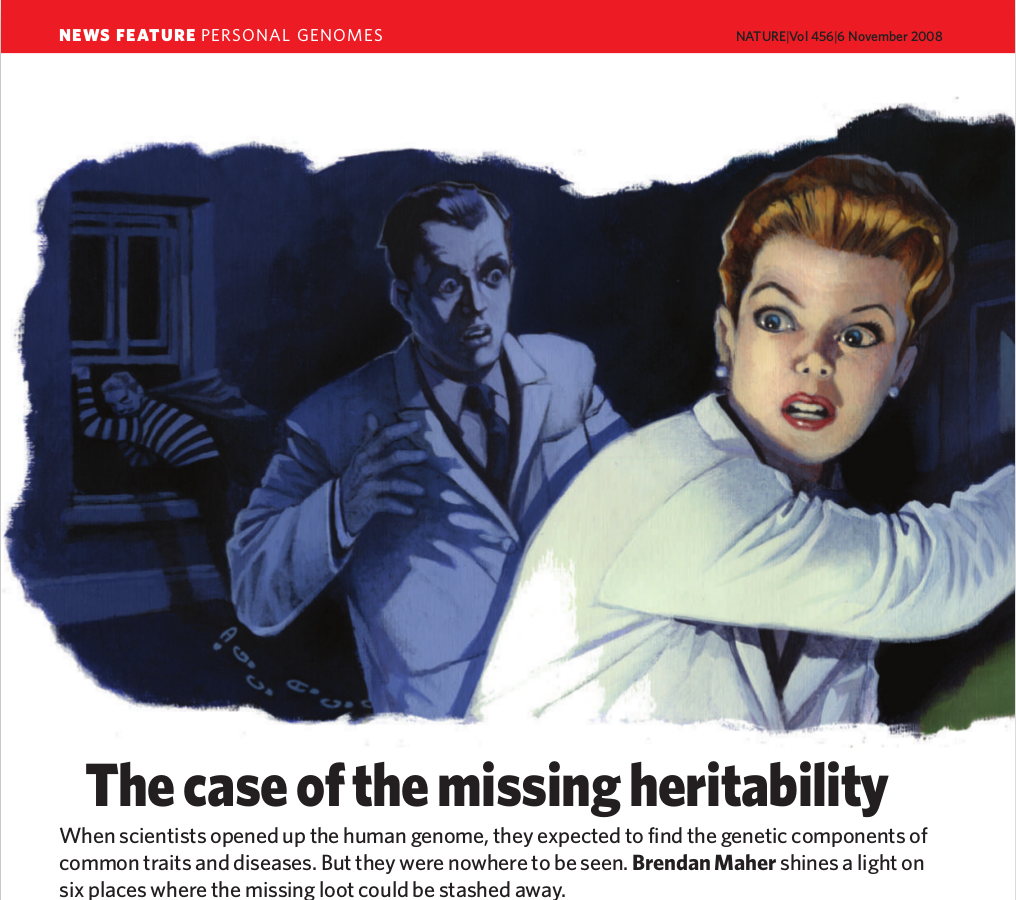 NEWS FEATURE PERSONAL GENOMES
NATURE|Vol 456|6 November 2008
A G C A G C
The case of the missing heritability
When scientists opened up the human genome, they expected to find the genetic components of
common traits and diseases. But they were nowhere to be seen. Brendan Maher shines a light on
six places where the missing loot could be stashed away.